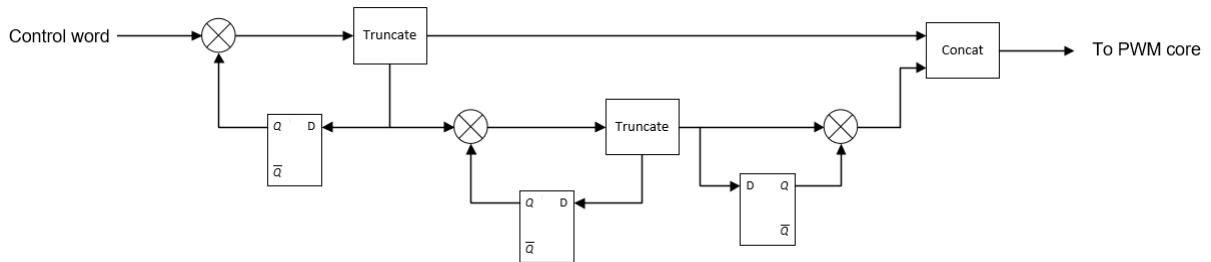 Control word
Truncate
Concat
To PWM core
Q D
Q̅
Truncate
Q D
Q̅
D Q
Q̅